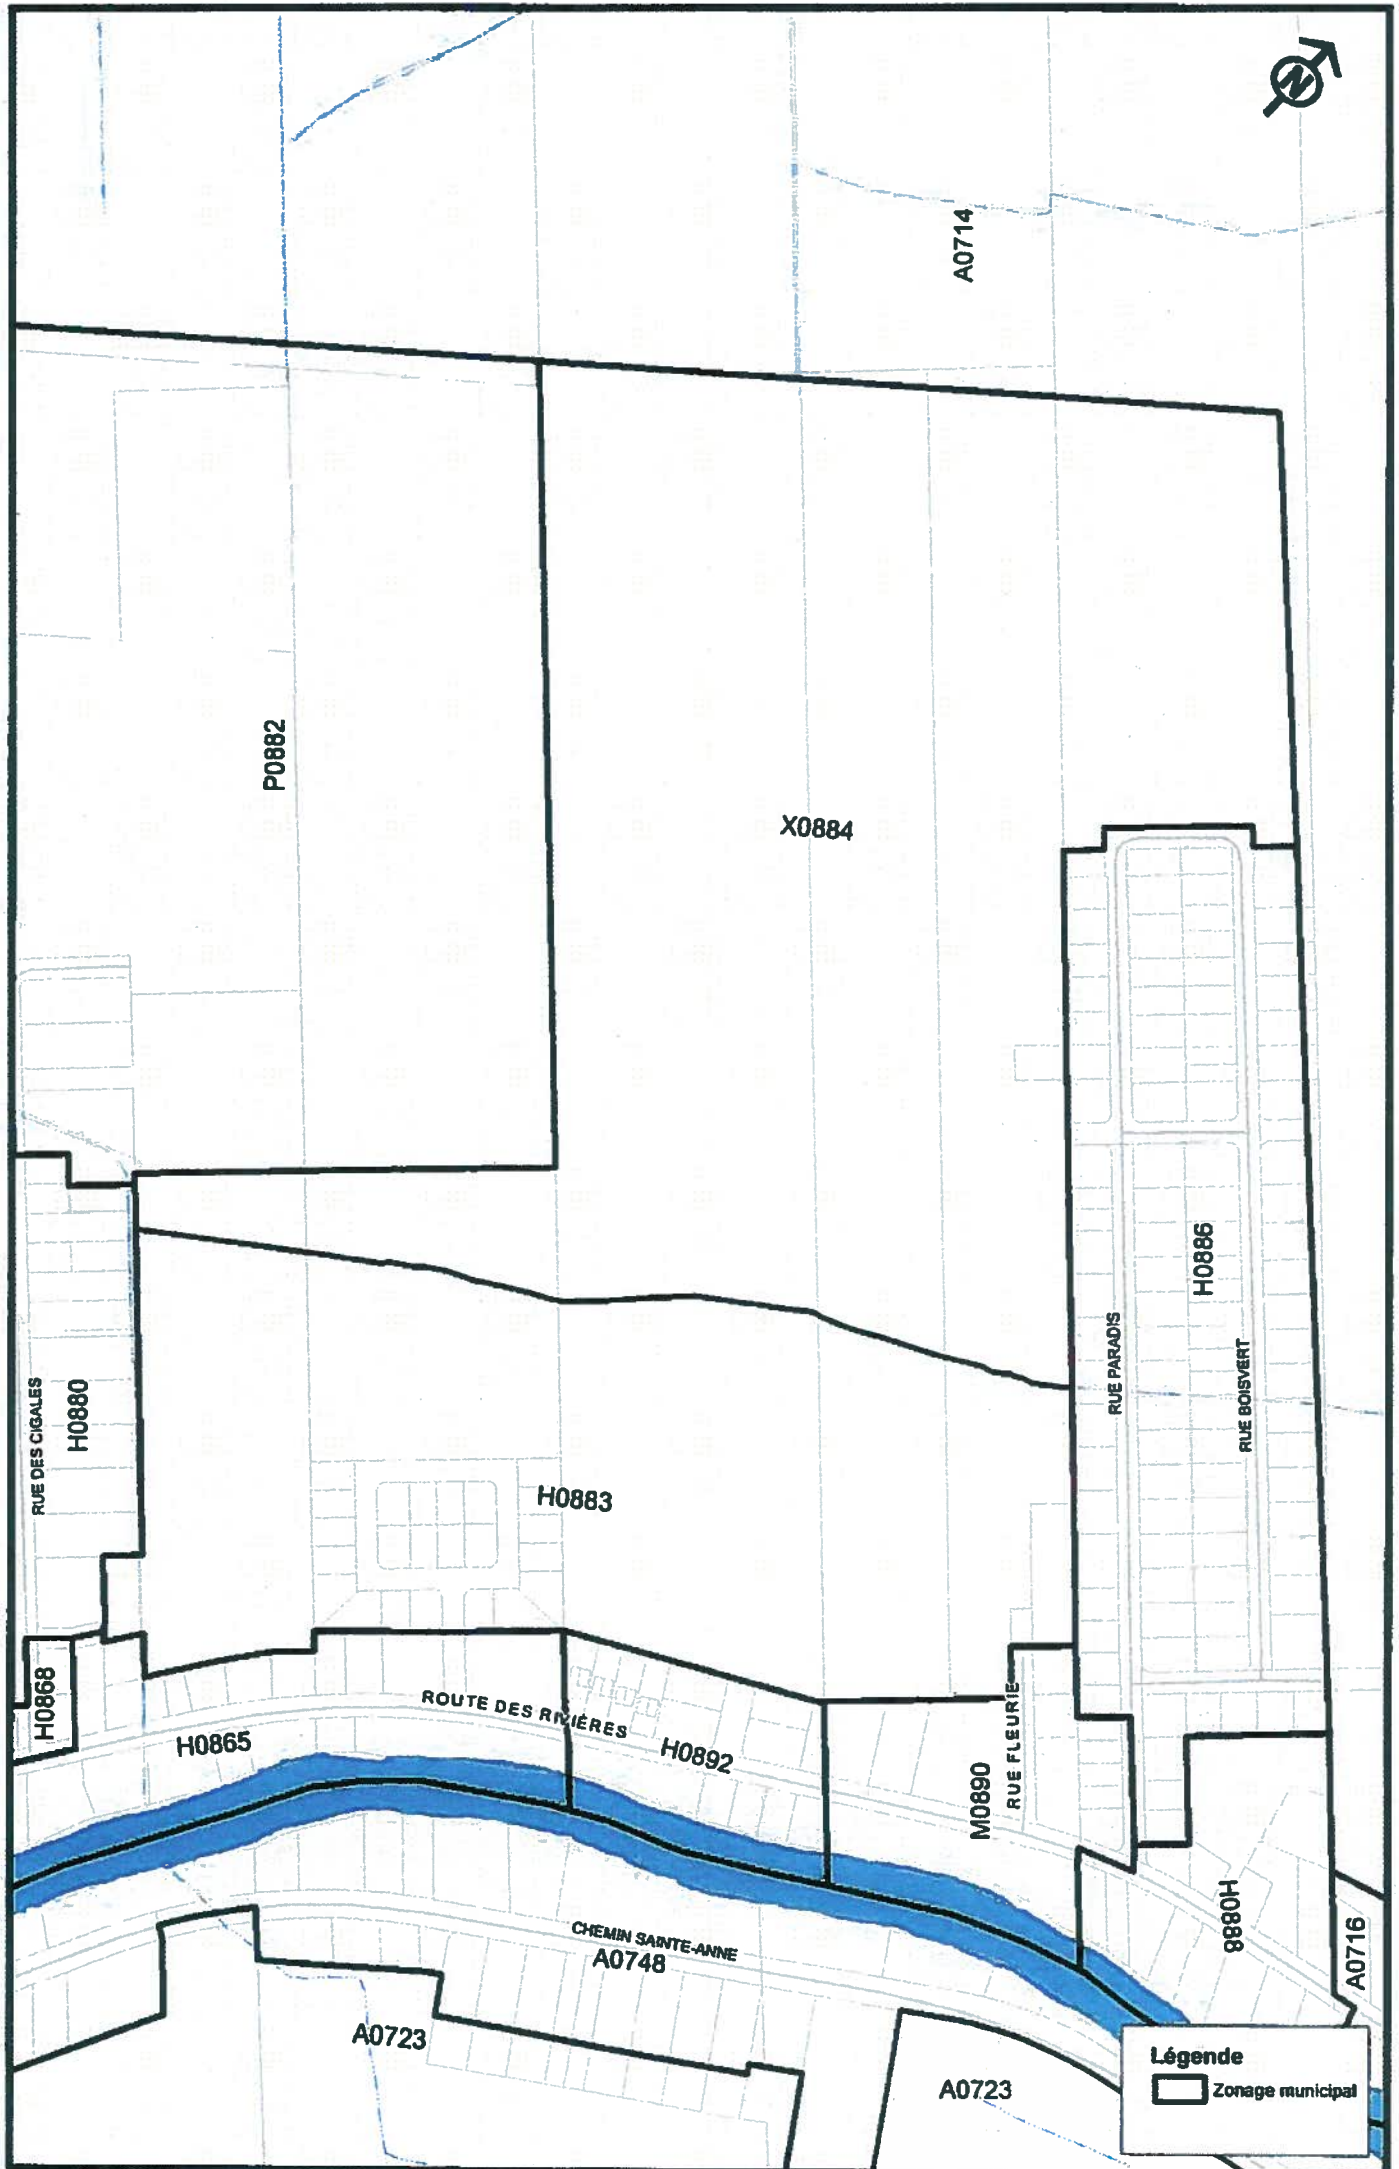 N
A0714
P0882
X0884
H0886
RUE PARADIS
RUE BOISVERT
RUE DES CIGALES
H0880
H0883
H0868
ROUTE DES RIVIÈRES
H0865
H0892
M0890
RUE FLEURIE
H0888
A0716
CHEMIN SAINTE-ANNE
A0748
A0723
A0723
Légende
Zonage municipal